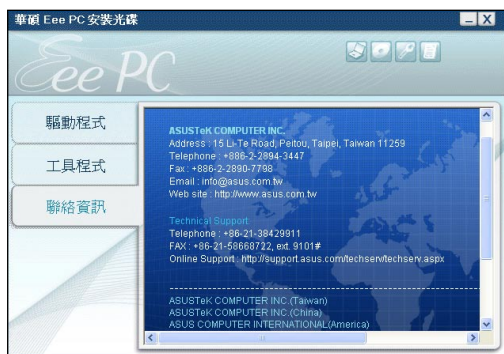 華碩 Eee PC 安裝光碟
Eee PC
驅動程式
工具程式
聯絡資訊
ASUSTeK COMPUTER INC.
Address : 15 Li-Te Road, Peitou, Taipei, Taiwan 11259
Telephone : +886-2-2894-3447
Fax : +886-2-2890-7798
Email : info@asus.com.tw
Web site : http://www.asus.com.tw
Technical Support:
Telephone : +86-21-38429911
FAX : +86-21-58668722, ext. 9101#
Online Support : http://support.asus.com/techserv/techserv.aspx
ASUSTeK COMPUTER INC.(Taiwan)
ASUSTeK COMPUTER INC.(China)
ASUS COMPUTER INTERNATIONAL(America)